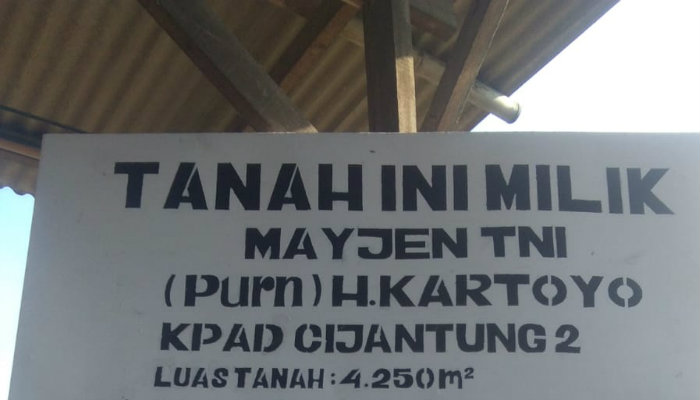 TANAH INI MILIK
MAYJEN TNI
(Purn) H.KARTOYO
KPAD CIJANTUNG 2
LUAS TANAH : 4.250m²